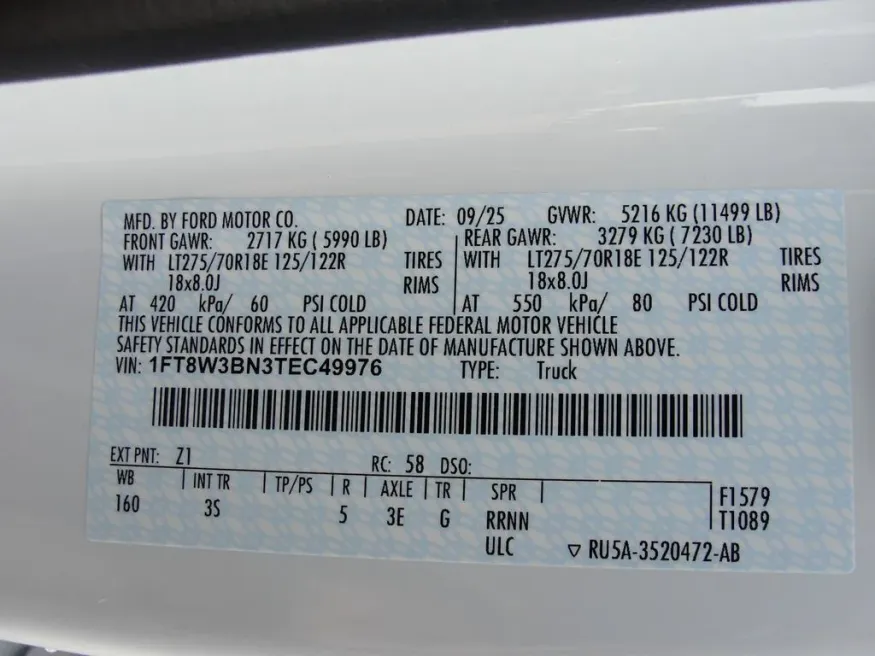 MFD. BY FORD MOTOR CO. DATE: 09/25 GVWR: 5216 KG (11499 LB)
FRONT GAWR: 2717 KG ( 5990 LB) REAR GAWR: 3279 KG ( 7230 LB)
WITH LT275/70R18E 125/122R TIRES WITH LT275/70R18E 125/122R TIRES
18x8.0J RIMS 18x8.0J RIMS
AT 420 kPa/ 60 PSI COLD AT 550 kPa/ 80 PSI COLD
THIS VEHICLE CONFORMS TO ALL APPLICABLE FEDERAL MOTOR VEHICLE
SAFETY STANDARDS IN EFFECT ON THE DATE OF MANUFACTURE SHOWN ABOVE.
VIN: 1FT8W3BN3TEC49976 TYPE: Truck
EXT PNT: Z1 RC: 58 DSO:
WB INT TR TP/PS R AXLE TR SPR F1579
160 3S 5 3E G RRNN T1089
ULC ▽ RU5A-3520472-AB